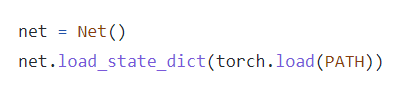 net = Net()
net.load_state_dict(torch.load(PATH))